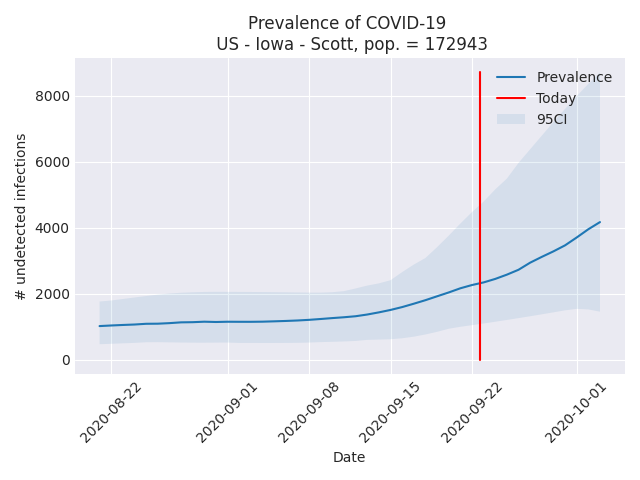 Prevalence of COVID-19
US - Iowa - Scott, pop. = 172943
Prevalence
Today
95CI
# undetected infections
8000
6000
4000
2000
0
2020-08-22
2020-09-01
2020-09-08
2020-09-15
2020-09-22
2020-10-01
Date